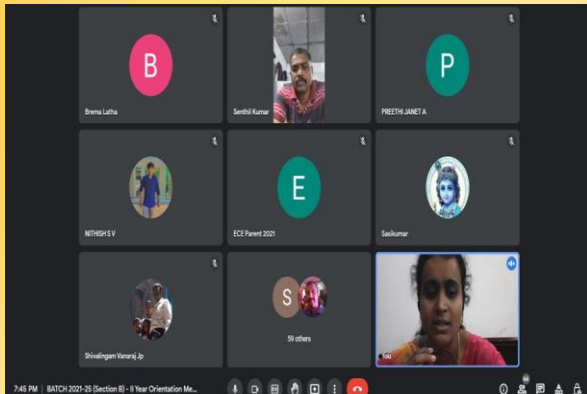 B
Brema Latha
Senthil Kumar
P
PREETHI JANET A
NITHISH S V
E
ECE Parent 2021
Sasikumar
Shivalingam Vanaraj Jp
S
59 others
You
7:45 PM | BATCH 2021-25 (Section B) - II Year Orientation Me...